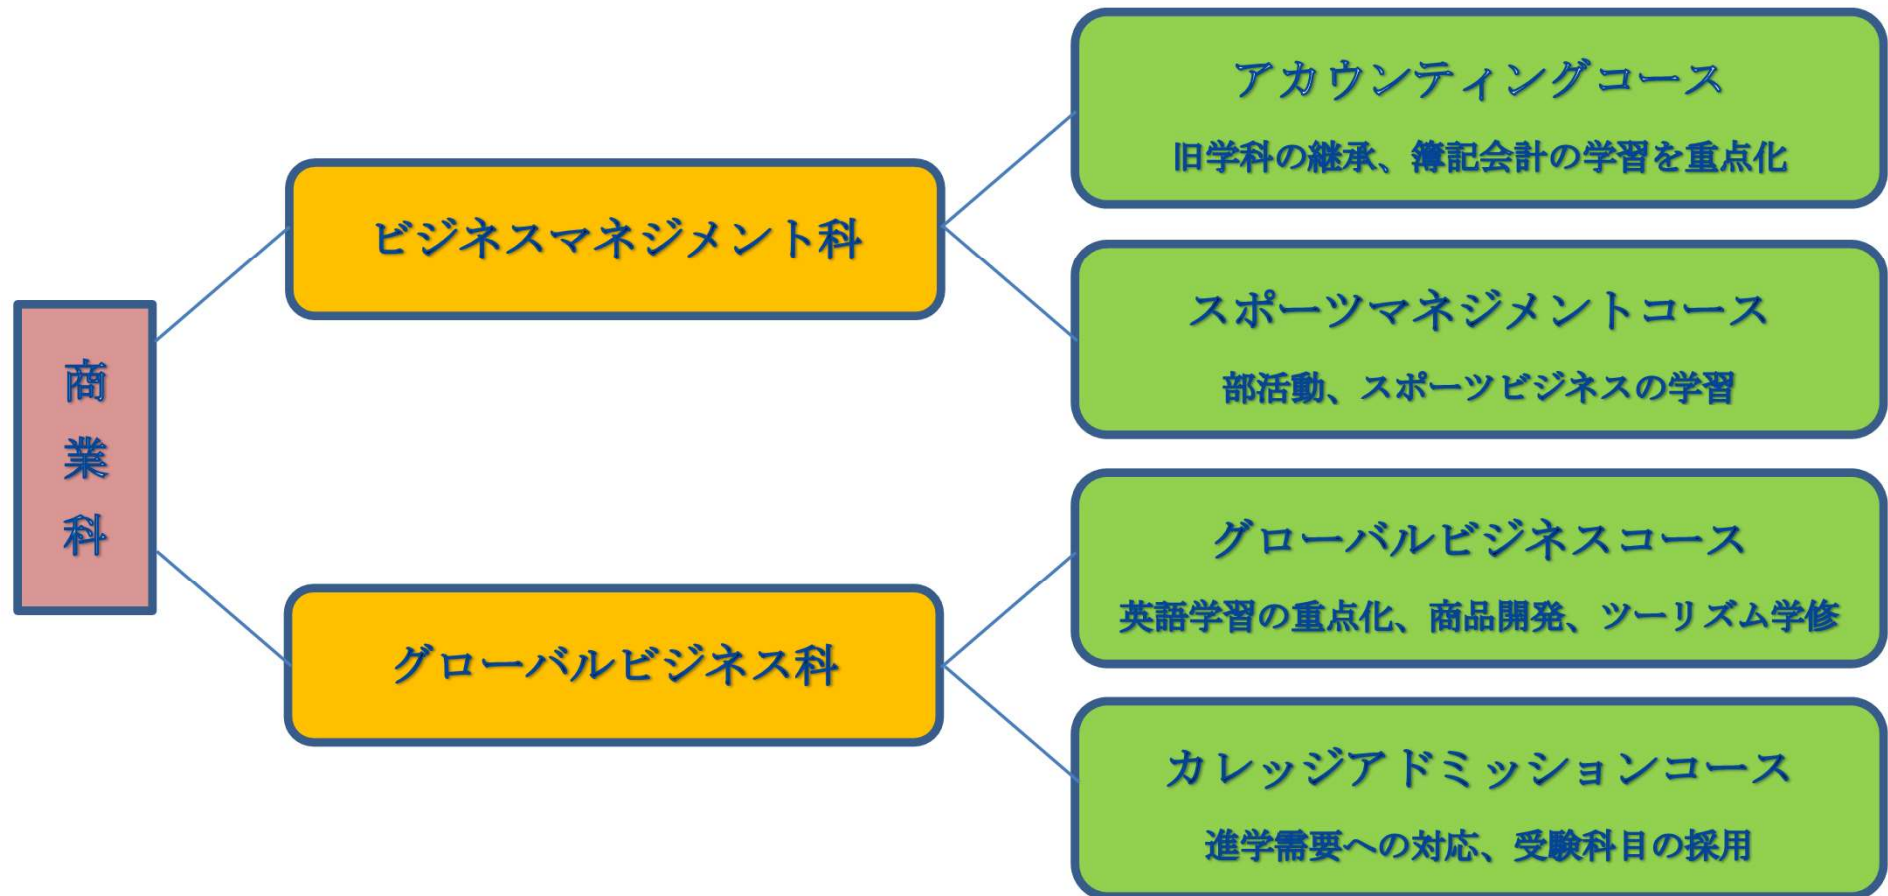 商業科
ビジネスマネジメント科
アカウンティングコース
旧学科の継承、簿記会計の学習を重点化
スポーツマネジメントコース
部活動、スポーツビジネスの学習
グローバルビジネス科
グローバルビジネスコース
英語学習の重点化、商品開発、ツーリズム学修
カレッジアドミッションコース
進学需要への対応、受験科目の採用